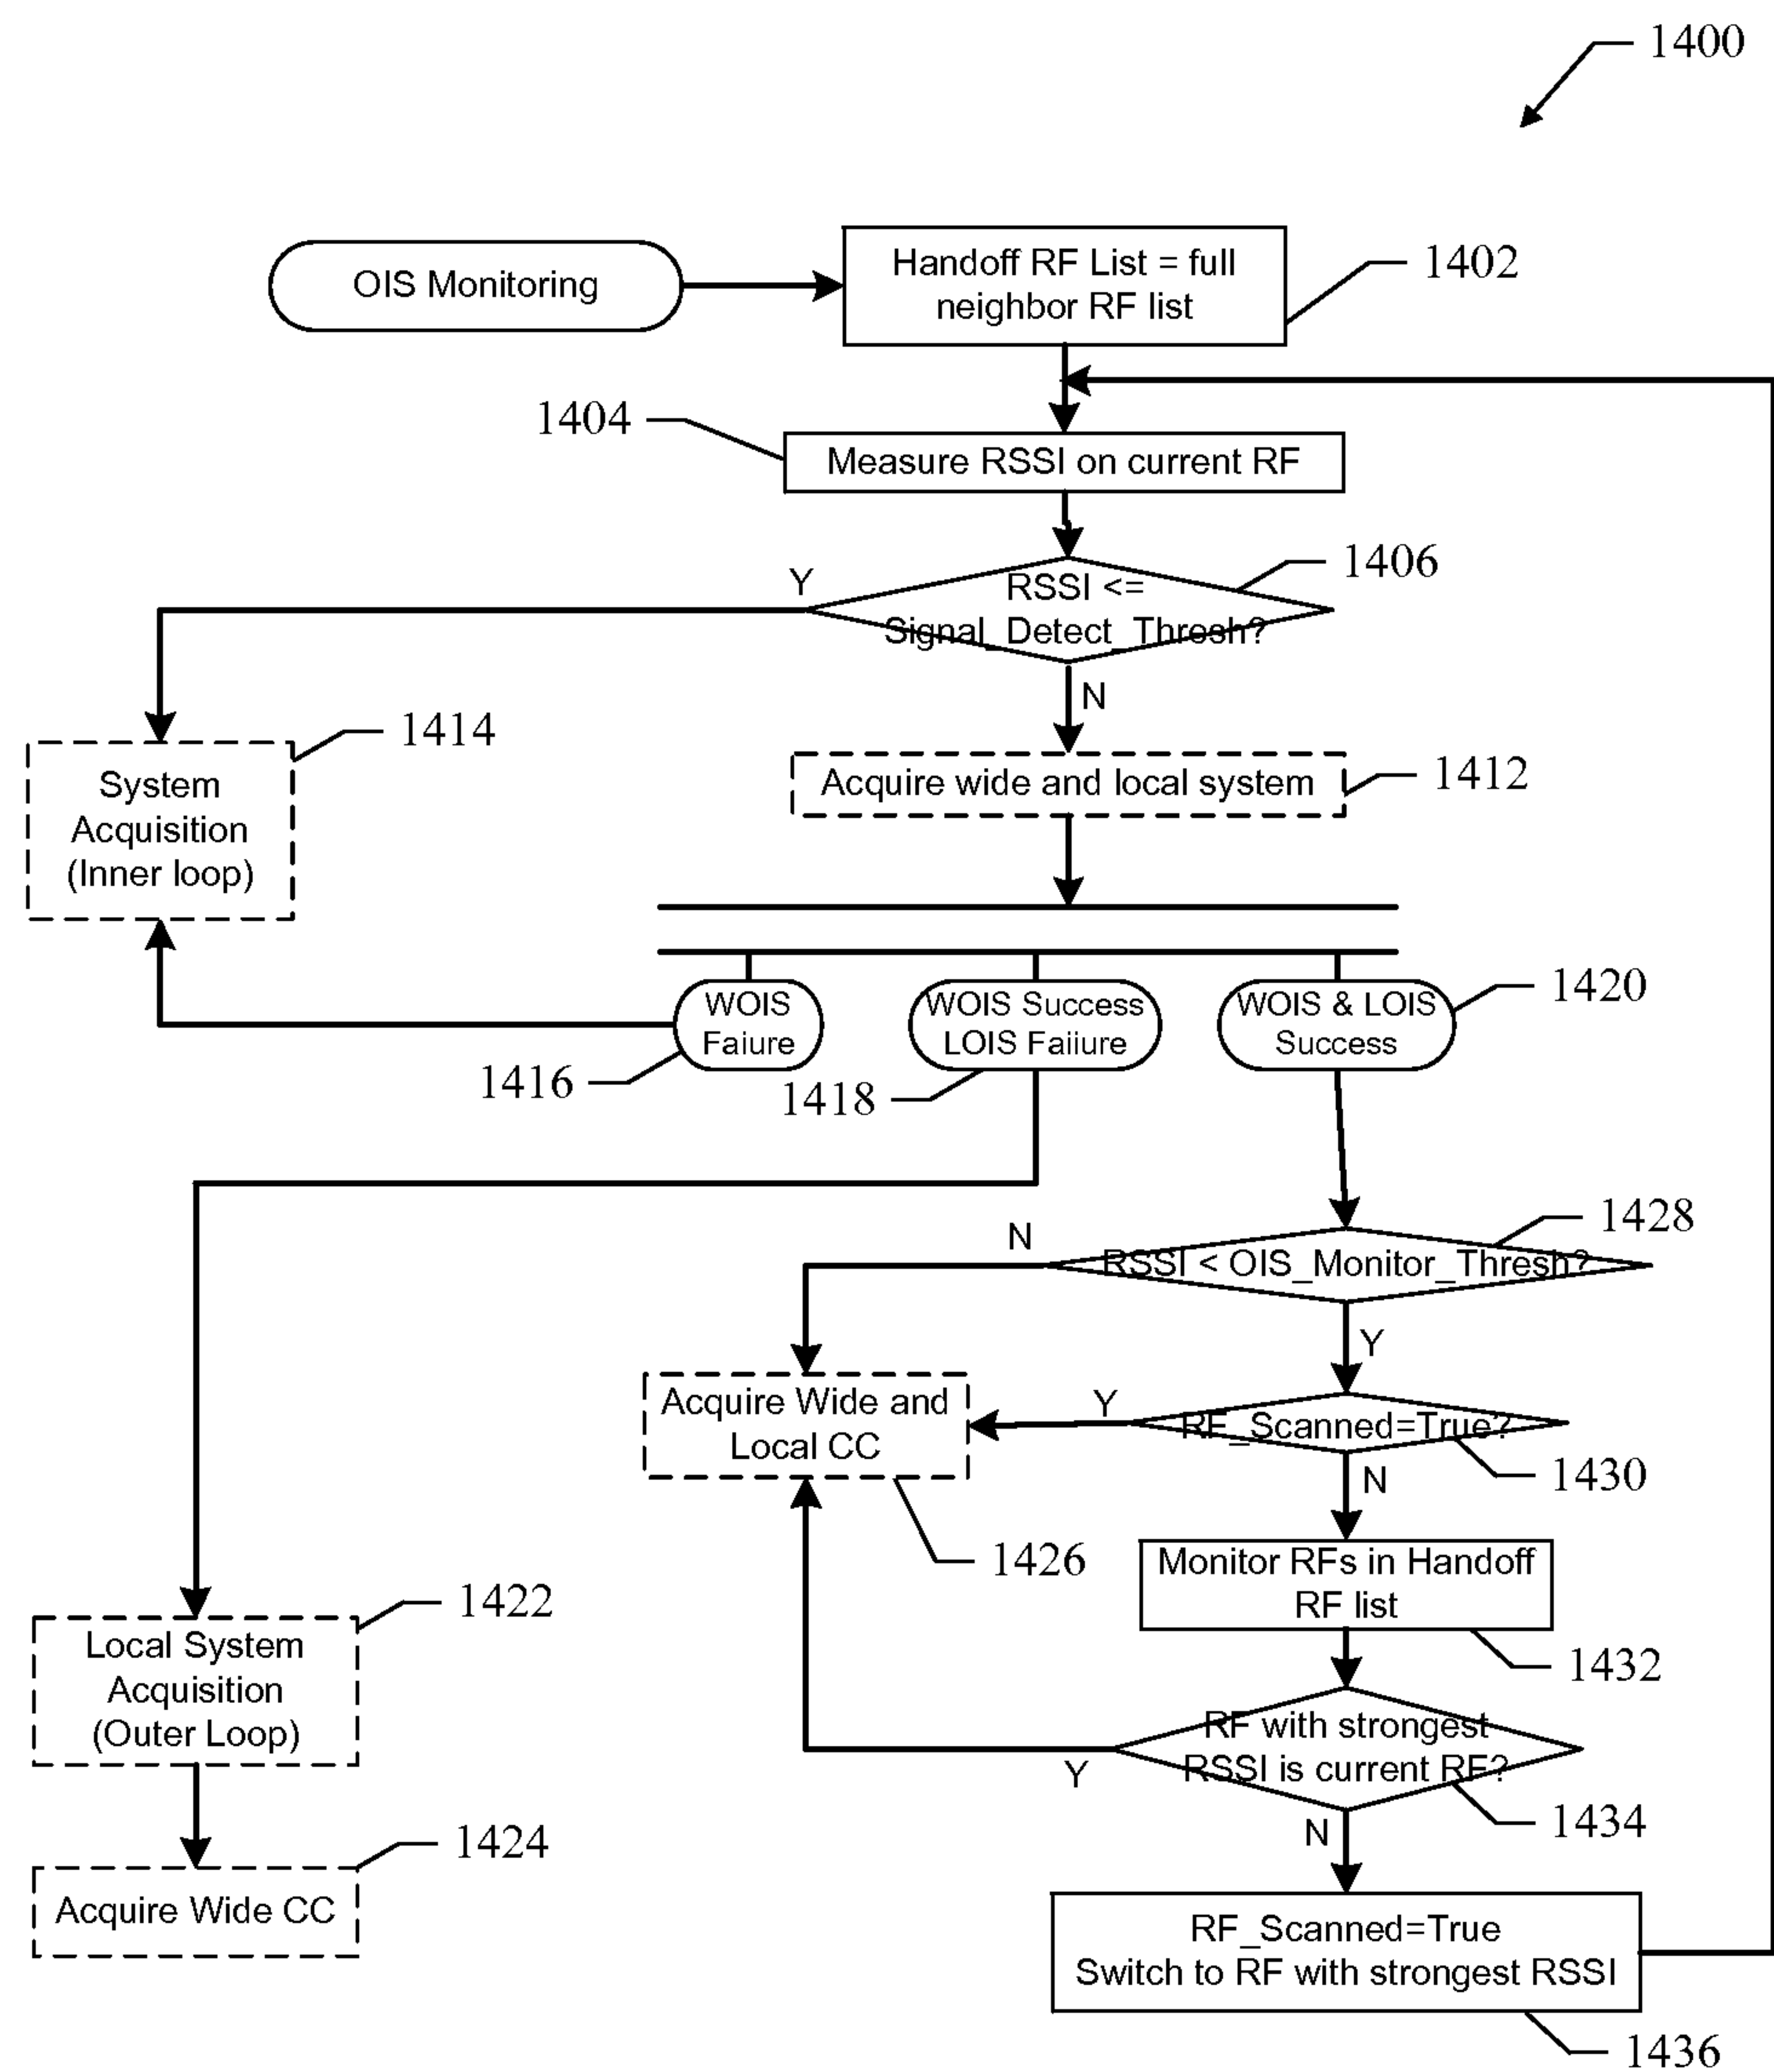 1400
OIS Monitoring
Handoff RF List = full
neighbor RF list
1402
1404
Measure RSSI on current RF
1406
Y
RSSI <=
Signal_Detect_Thresh?
N
1414
System
Acquisition
(Inner loop)
Acquire wide and local system
1412
WOIS
Faiure
WOIS Success
LOIS Faiiure
WOIS & LOIS
Success
1420
1416
1418
1428
N
RSSI < OIS_Monitor_Thresh?
Y
Acquire Wide and
Local CC
Y
RF_Scanned=True?
1430
N
1426
Monitor RFs in Handoff
RF list
1432
1422
Local System
Acquisition
(Outer Loop)
RF with strongest
RSSI is current RF?
Y
1434
N
1424
Acquire Wide CC
RF_Scanned=True
Switch to RF with strongest RSSI
1436